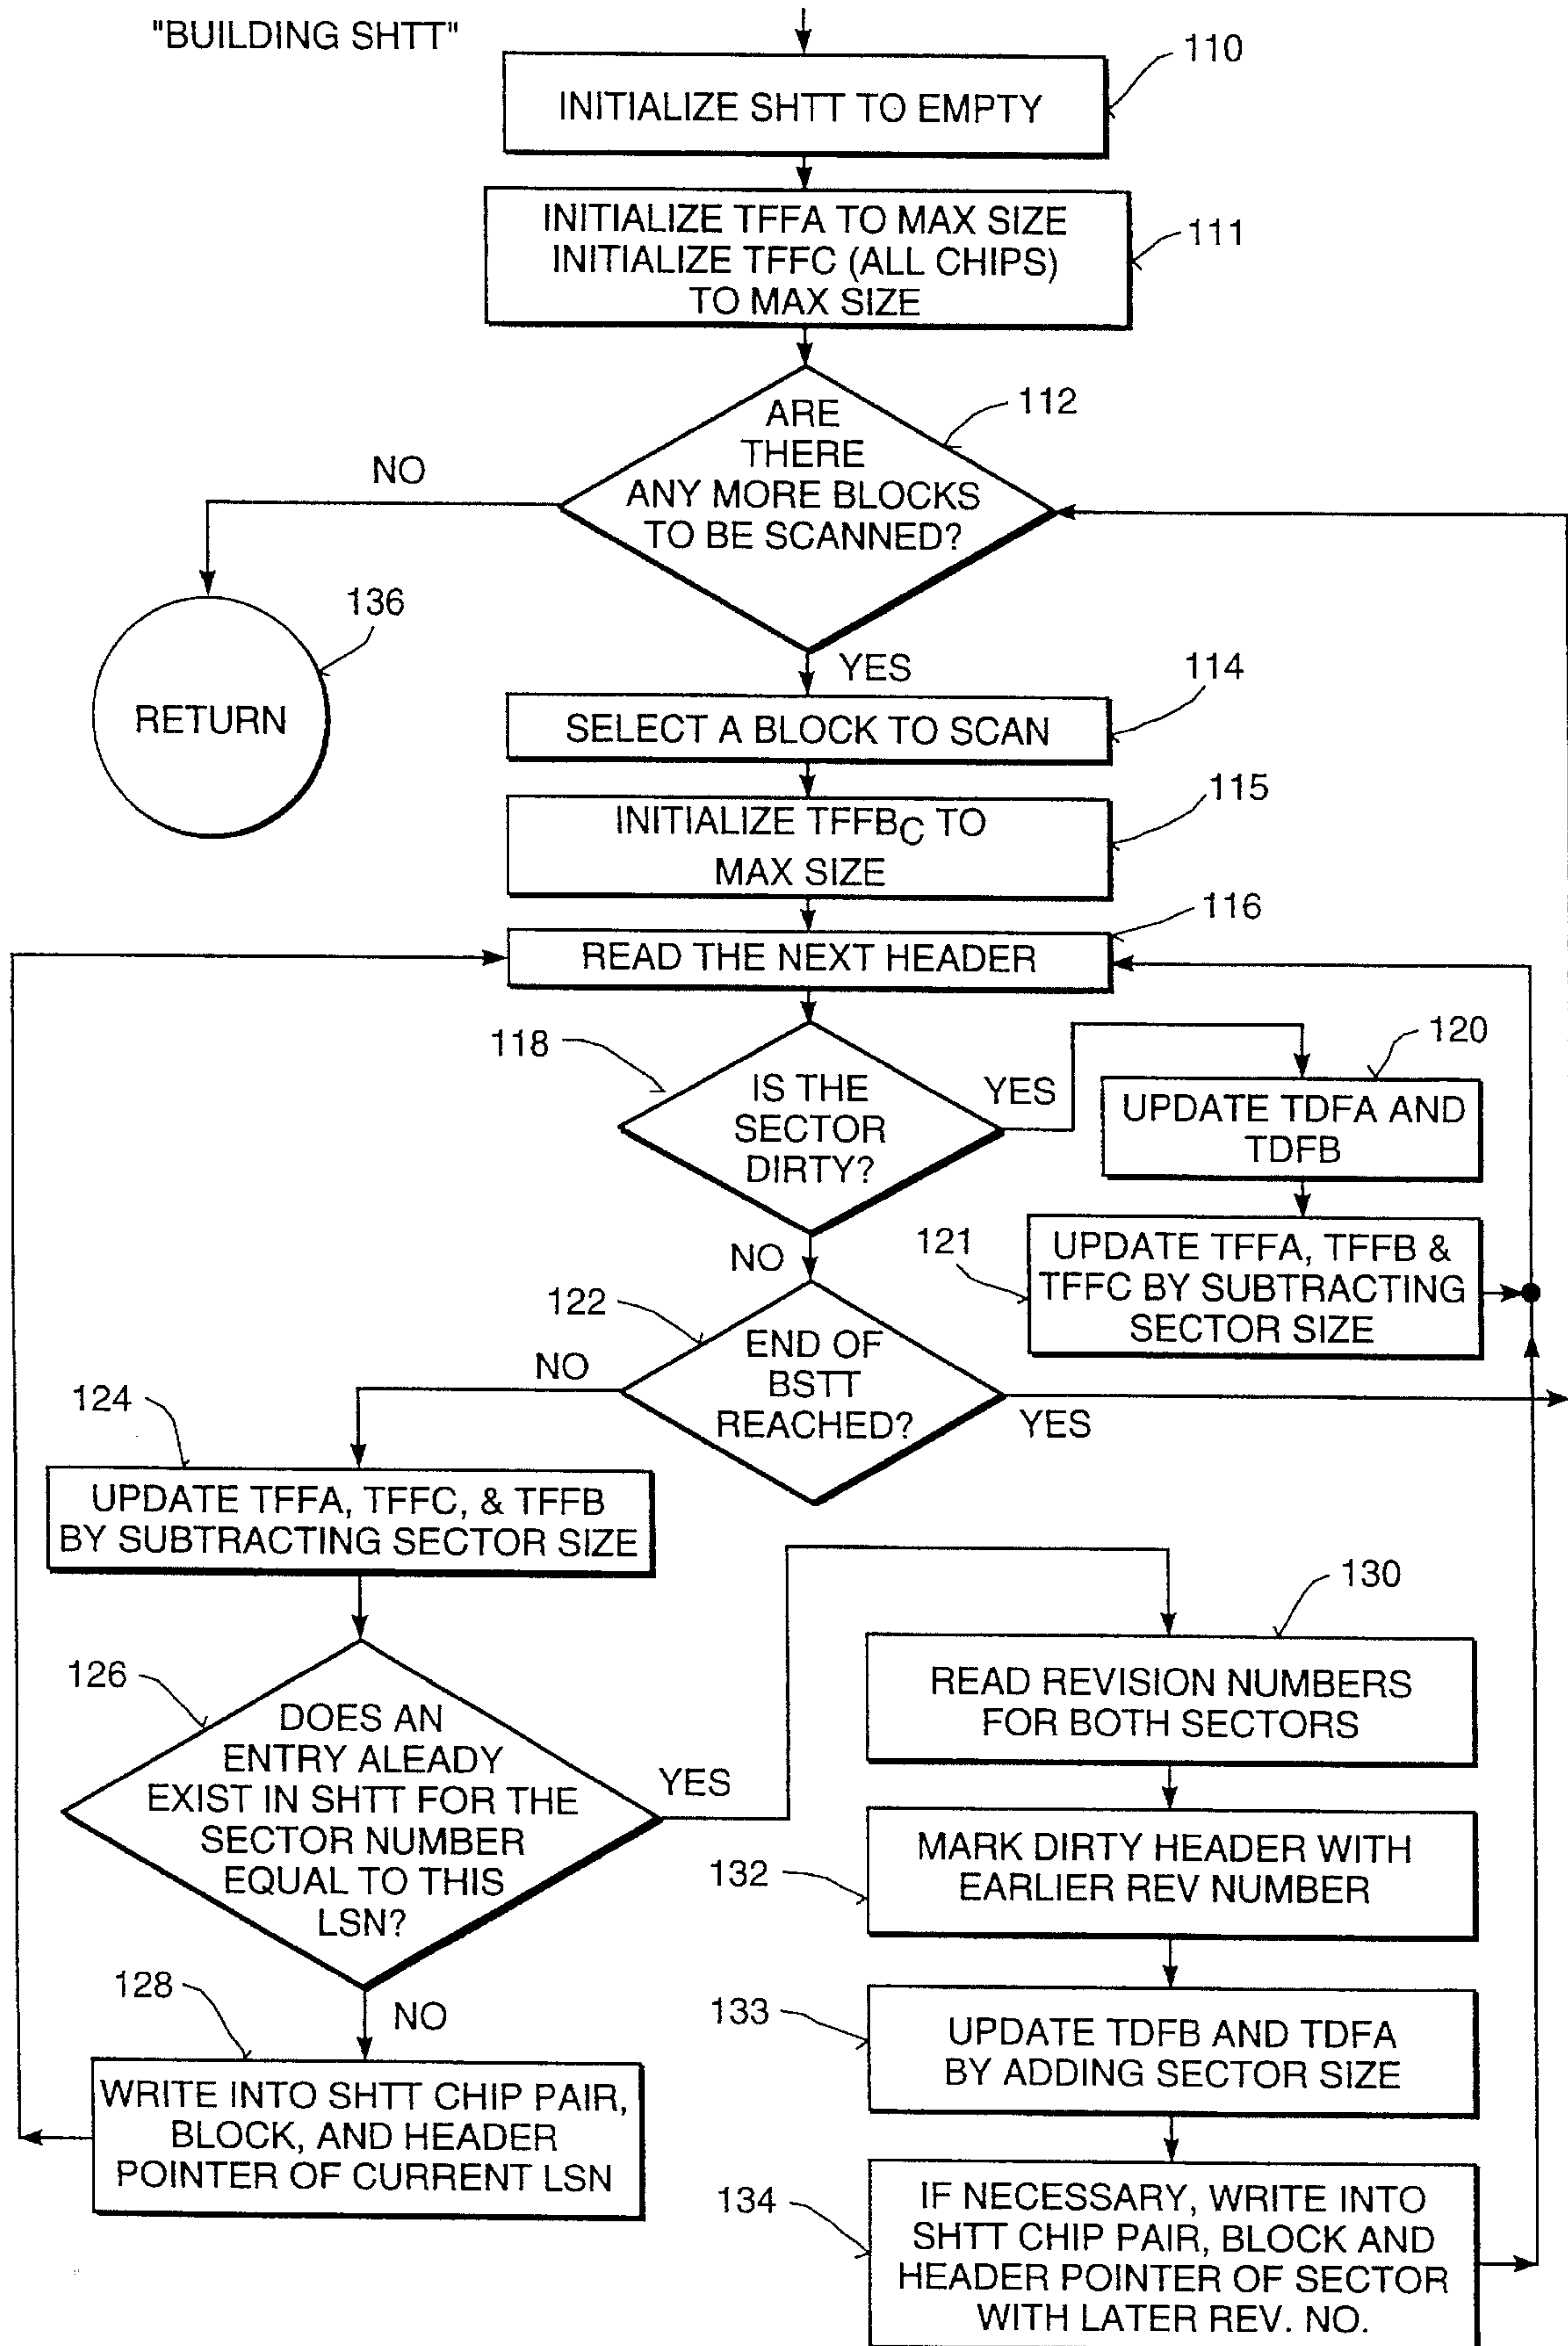 "BUILDING SHTT"
110
INITIALIZE SHTT TO EMPTY
INITIALIZE TFFA TO MAX SIZE
INITIALIZE TFFC (ALL CHIPS)
TO MAX SIZE
111
112
ARE
THERE
ANY MORE BLOCKS
TO BE SCANNED?
NO
136
RETURN
YES
114
SELECT A BLOCK TO SCAN
115
INITIALIZE TFFBC TO
MAX SIZE
116
READ THE NEXT HEADER
118
IS THE
SECTOR
DIRTY?
YES
120
UPDATE TDFA AND
TDFB
NO
121
UPDATE TFFA, TFFB &
TFFC BY SUBTRACTING
SECTOR SIZE
122
END OF
BSTT
REACHED?
NO
YES
124
UPDATE TFFA, TFFC, & TFFB
BY SUBTRACTING SECTOR SIZE
126
DOES AN
ENTRY ALEADY
EXIST IN SHTT FOR THE
SECTOR NUMBER
EQUAL TO THIS
LSN?
YES
130
READ REVISION NUMBERS
FOR BOTH SECTORS
132
MARK DIRTY HEADER WITH
EARLIER REV NUMBER
128
NO
133
UPDATE TDFB AND TDFA
BY ADDING SECTOR SIZE
WRITE INTO SHTT CHIP PAIR,
BLOCK, AND HEADER
POINTER OF CURRENT LSN
134
IF NECESSARY, WRITE INTO
SHTT CHIP PAIR, BLOCK AND
HEADER POINTER OF SECTOR
WITH LATER REV. NO.